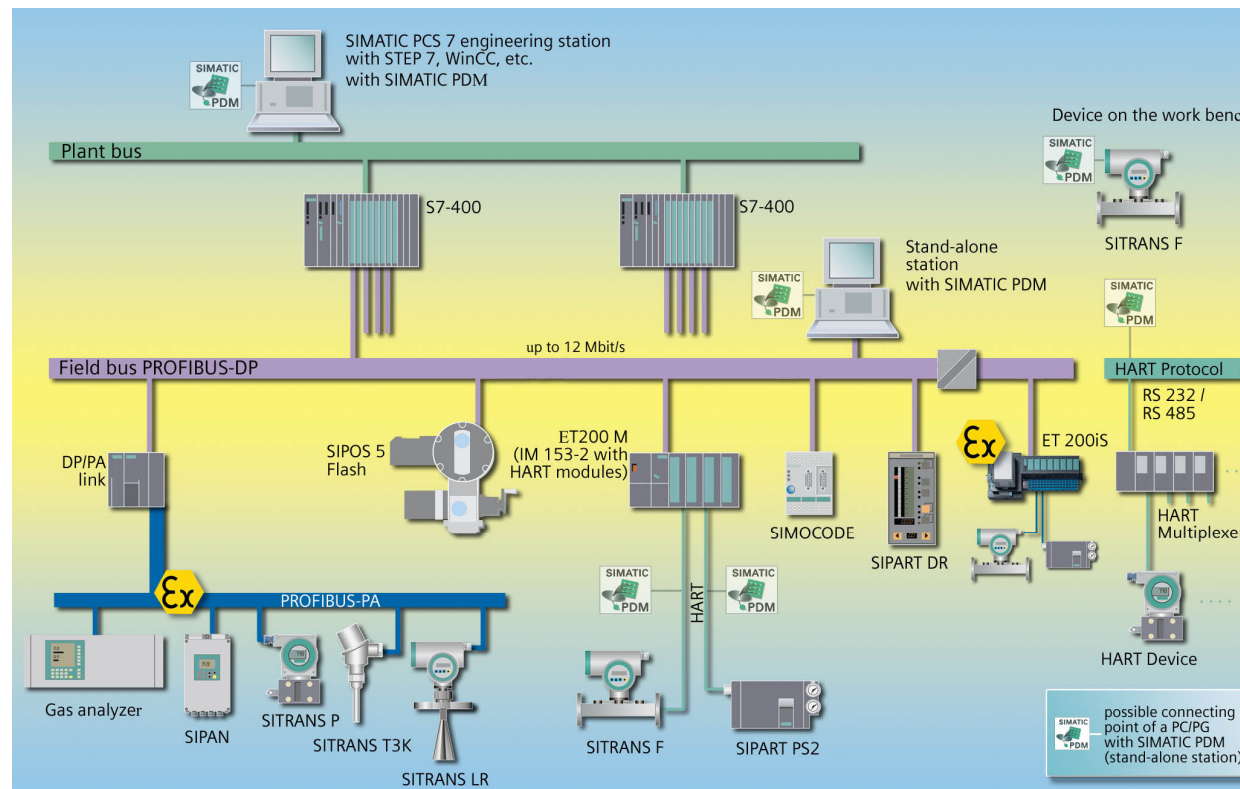 SIMATIC PCS 7 engineering station
with STEP 7, WinCC, etc.
with SIMATIC PDM
SIMATIC
PDM
Device on the work benc
SIMATIC
PDM
Plant bus
S7-400
S7-400
SITRANS F
Stand-alone
station
with SIMATIC PDM
SIMATIC
PDM
SIMATIC
PDM
up to 12 Mbit/s
Field bus PROFIBUS-DP
HART Protocol
RS 232 /
RS 485
DP/PA
link
SIPOS 5
Flash
ET200 M
(IM 153-2 with
HART modules)
SIMOCODE
SIPART DR
Ex
ET 200iS
HART
Multiplexe
Ex
PROFIBUS-PA
SIMATIC
PDM
HART
SIMATIC
PDM
HART Device
Gas analyzer
SIPAN
SITRANS P
SITRANS T3K
SITRANS LR
SITRANS F
SIPART PS2
SIMATIC
PDM
possible connecting
point of a PC/PG
with SIMATIC PDM
(stand-alone station)